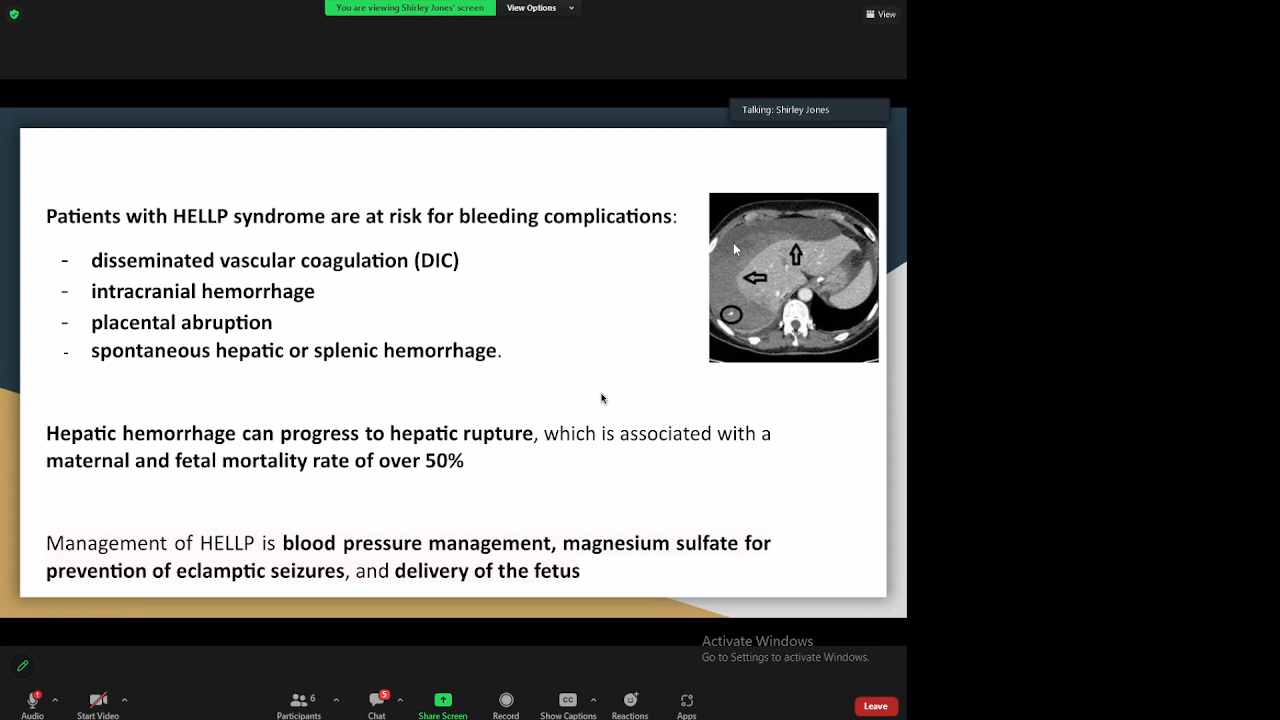 You are viewing Shirley Jones' screen
View Options
View
Talking: Shirley Jones
Patients with HELLP syndrome are at risk for bleeding complications:
- disseminated vascular coagulation (DIC)
- intracranial hemorrhage
- placental abruption
- spontaneous hepatic or splenic hemorrhage.
Hepatic hemorrhage can progress to hepatic rupture, which is associated with a
maternal and fetal mortality rate of over 50%
Management of HELLP is blood pressure management, magnesium sulfate for
prevention of eclamptic seizures, and delivery of the fetus
Activate Windows
Go to Settings to activate Windows.
6
5
CC
Audio
Start Video
Participants
Chat
Share Screen
Record
Show Captions
Reactions
Apps
Leave